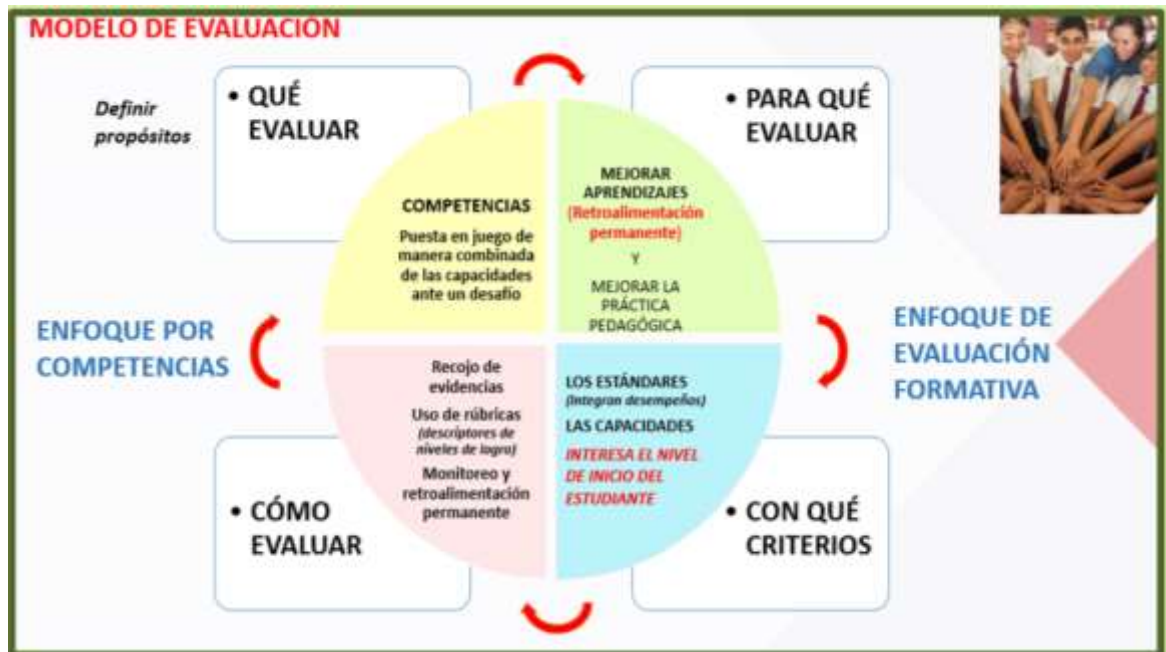 MODELO DE EVALUACIÓN
Definir
propósitos
• QUÉ
EVALUAR
• PARA QUÉ
EVALUAR
COMPETENCIAS
Puesta en juego de
manera combinada
de las capacidades
ante un desafío
MEJORAR
APRENDIZAJES
(Retroalimentación
permanente)
Y
MEJORAR LA
PRÁCTICA
PEDAGÓGICA
ENFOQUE POR
COMPETENCIAS
ENFOQUE DE
EVALUACIÓN
FORMATIVA
Recojo de
evidencias
Uso de rúbricas
(descriptores de
niveles de logro)
Monitoreo y
retroalimentación
permanente
LOS ESTÁNDARES
(Integran desempeños)
LAS CAPACIDADES
INTERESA EL NIVEL
DE INICIO DEL
ESTUDIANTE
• CÓMO
EVALUAR
• CON QUÉ
CRITERIOS